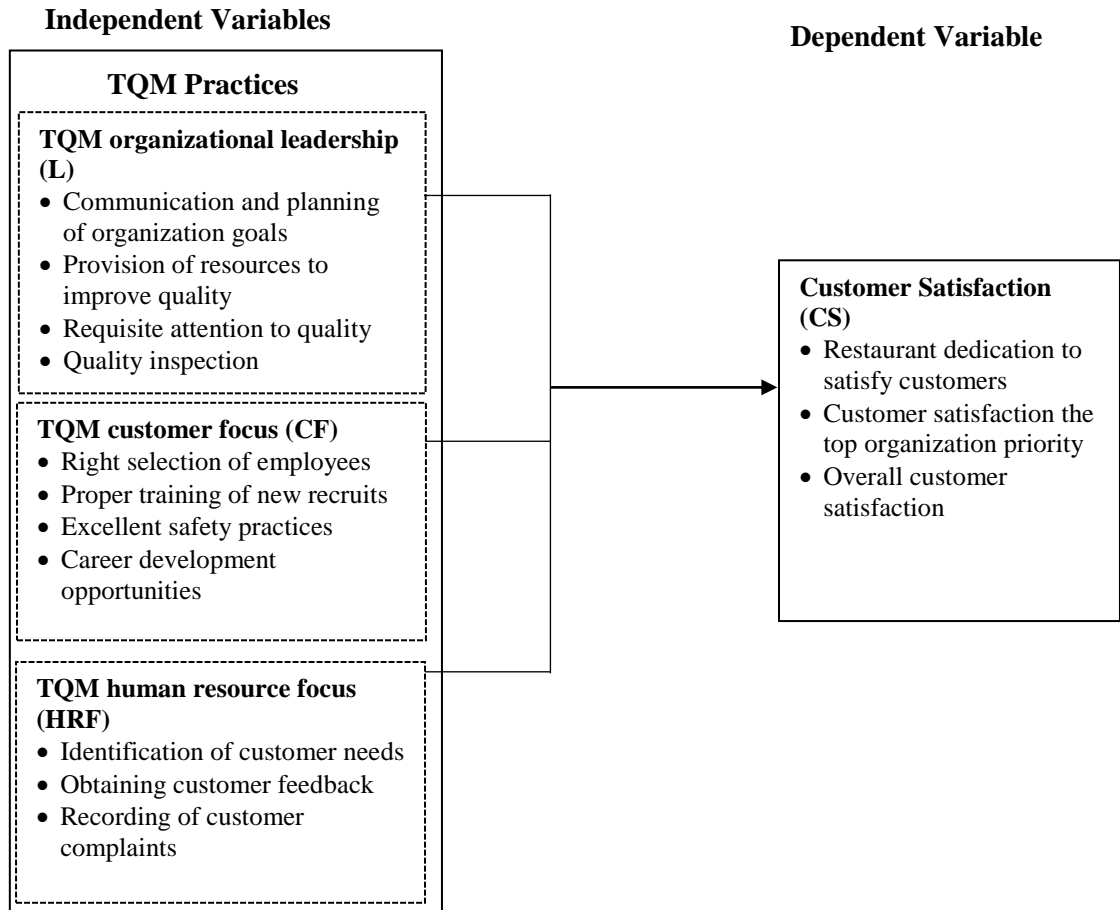 Independent Variables
Dependent Variable
TQM Practices
TQM organizational leadership
(L)
• Communication and planning
of organization goals
• Provision of resources to
improve quality
• Requisite attention to quality
• Quality inspection
TQM customer focus (CF)
• Right selection of employees
• Proper training of new recruits
• Excellent safety practices
• Career development
opportunities
TQM human resource focus
(HRF)
• Identification of customer needs
• Obtaining customer feedback
• Recording of customer
complaints
Customer Satisfaction
(CS)
• Restaurant dedication to
satisfy customers
• Customer satisfaction the
top organization priority
• Overall customer
satisfaction